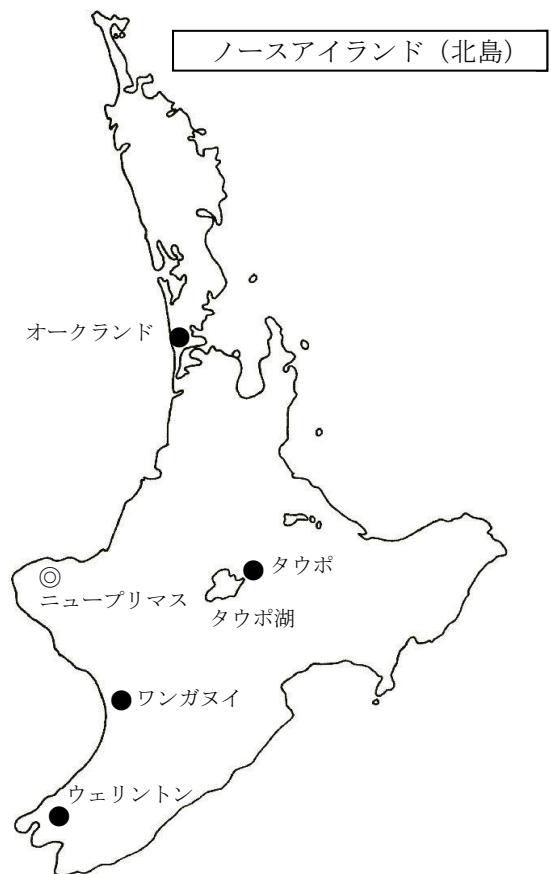 ノースアイランド（北島）
オークランド
タウポ
ニュープリマス
タウポ湖
ワンガヌイ
ウェリントン